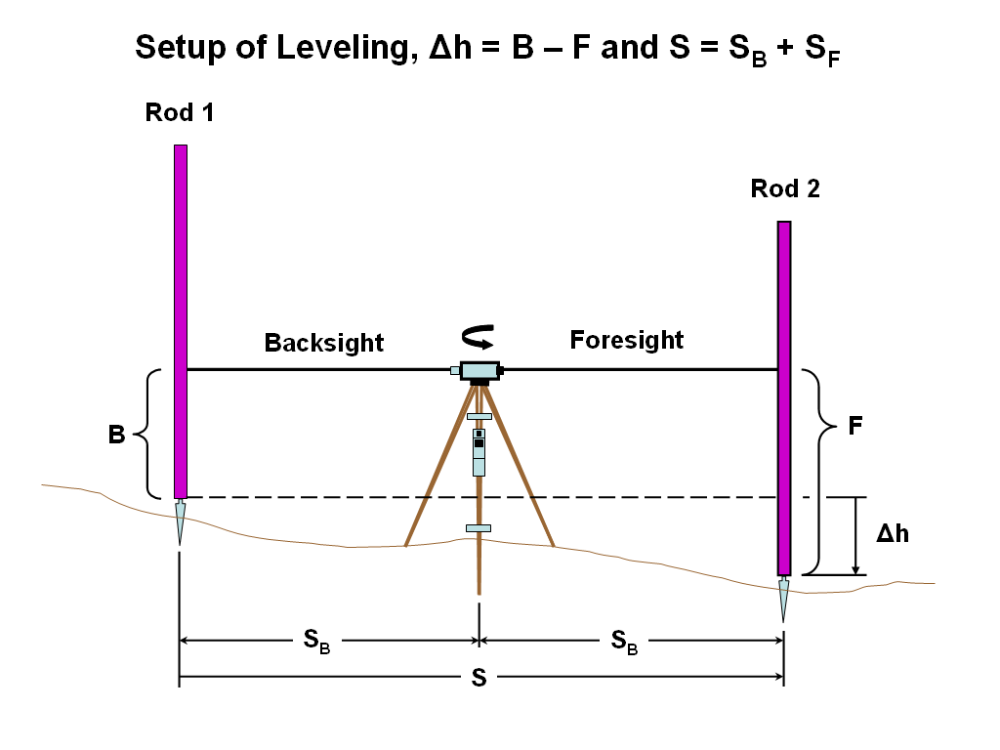 Setup of Leveling, Δh = B – F and S = SB + SF
Rod 1
Rod 2
Backsight
Foresight
B
F
Δh
SB
SB
S